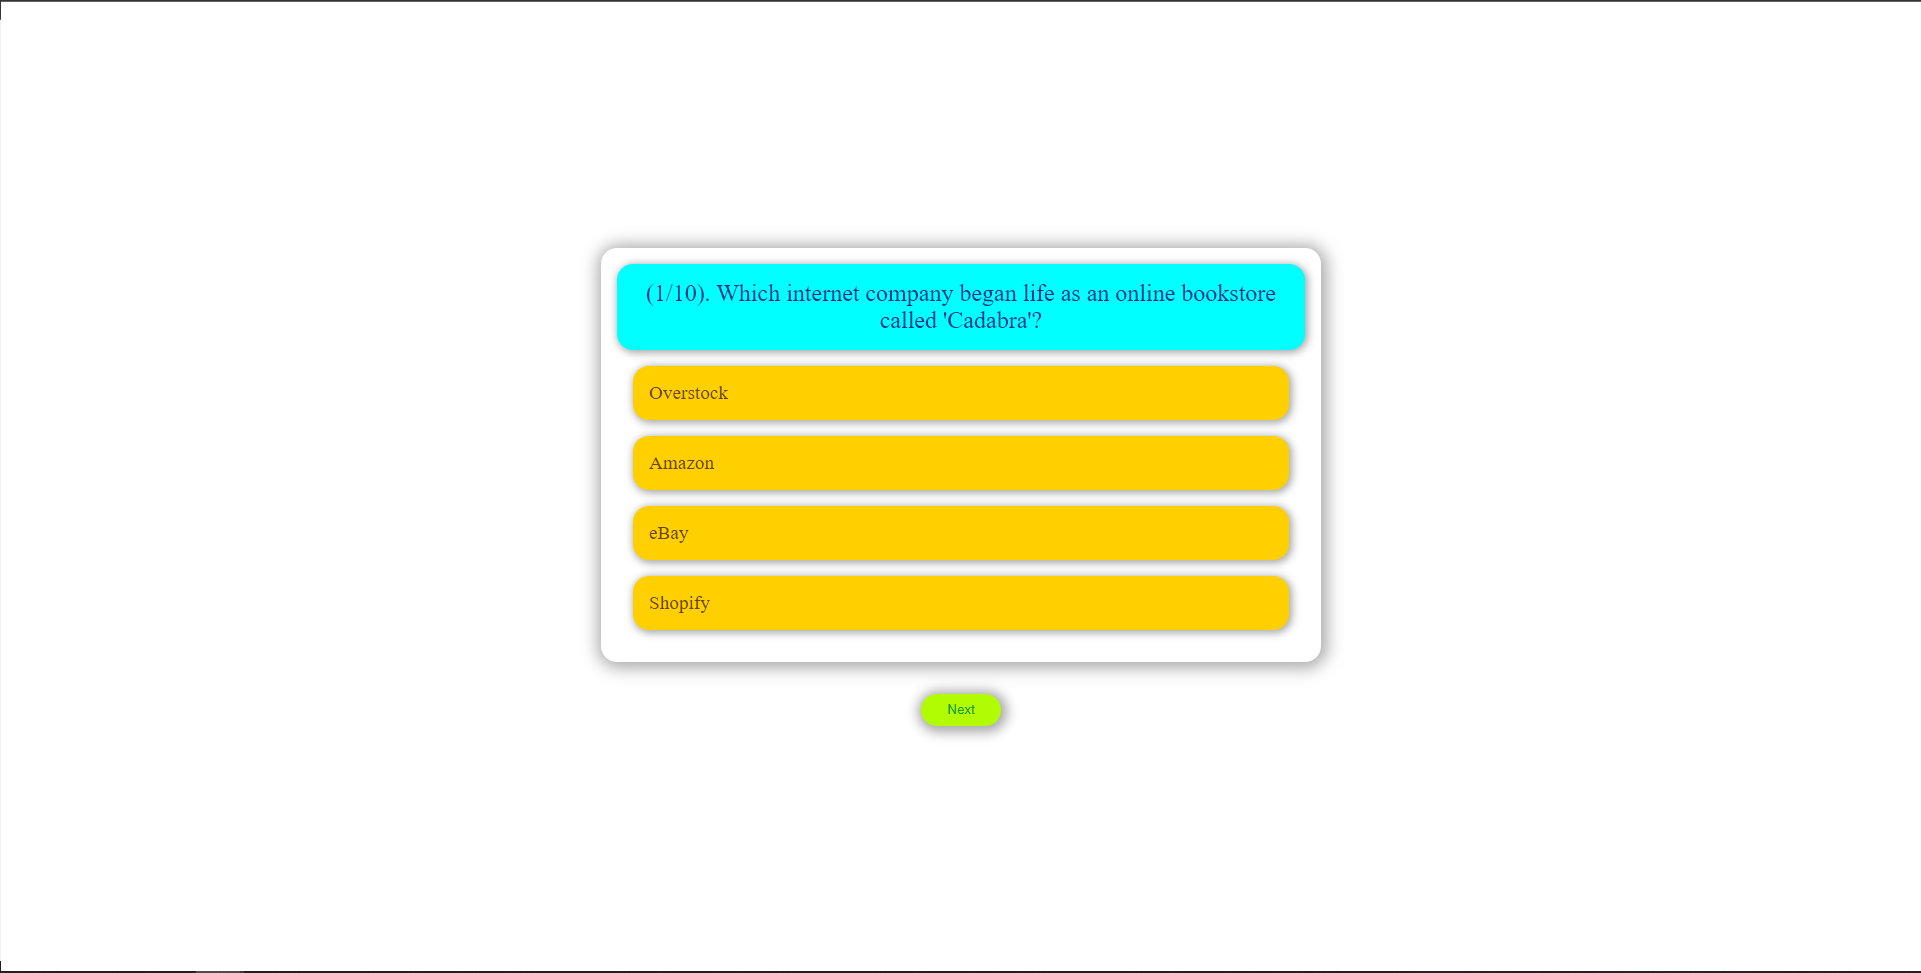 (1/10). Which internet company began life as an online bookstore
called 'Cadabra'?
Overstock
Amazon
eBay
Shopify
Next